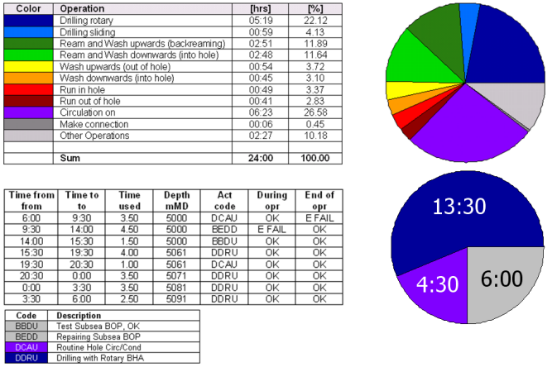 Color Operation [hrs] [%]
Drilling rotary 05:19 22.12
Drilling sliding 00:59 4.13
Ream and Wash upwards (backreaming) 02:51 11.89
Ream and Wash downwards (into hole) 02:48 11.64
Wash upwards (out of hole) 00:54 3.72
Wash downwards (into hole) 00:45 3.10
Run in hole 00:49 3.37
Run out of hole 00:41 2.83
Circulation on 06:23 26.58
Make connection 00:06 0.45
Other Operations 02:27 10.18
Sum 24:00 100.00
Time from Time to Time Depth Act During End of
from to used mMD code opr opr
6:00 9:30 3.50 5000 DCAU OK E FAIL
9:30 14:00 4.50 5000 BEDD E FAIL OK
14:00 15:30 1.50 5000 BBDU OK OK
15:30 19:30 4.00 5061 DDRU OK OK
19:30 20:30 1.00 5061 DCAU OK OK
20:30 0:00 3.50 5071 DDRU OK OK
0:00 3:30 3.50 5081 DDRU OK OK
3:30 6:00 2.50 5091 DDRU OK OK
13:30
4:30
6:00
Code Description
BBDU Test Subsea BOP, OK
BEDD Repairing Subsea BOP
DCAU Routine Hole Circ/Cond
DDRU Drilling with Rotary BHA